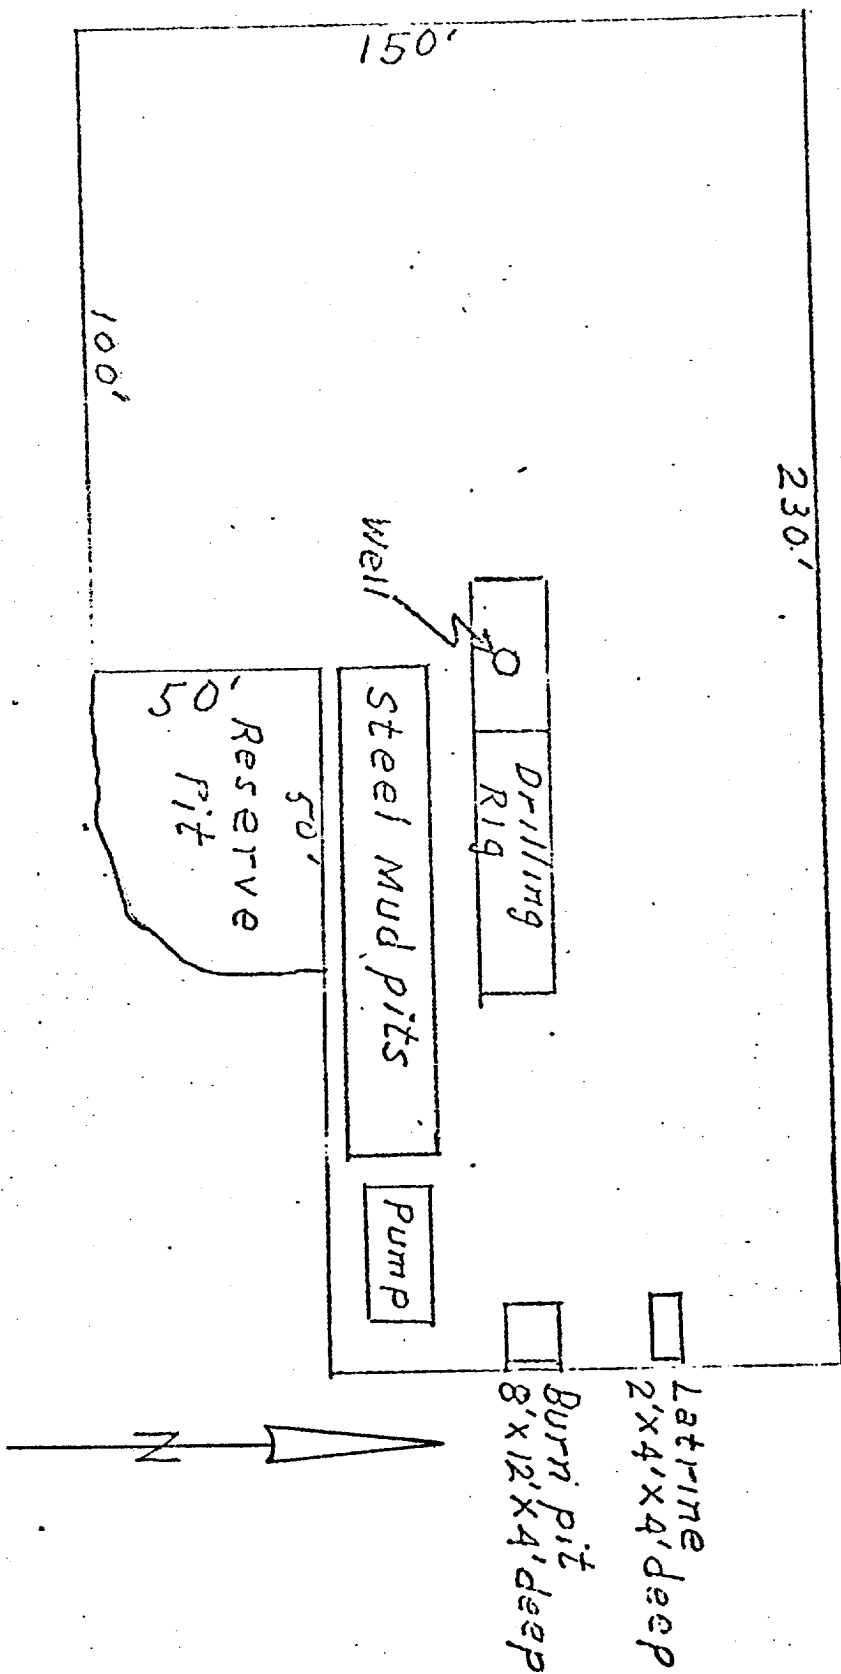 150'
230'
100'
Well
Drilling
Rig
Steel Mud pits
50'
50'
Reserve
Pit
Pump
Latrine
2'x4'x4'deep
Burn pit
8'x12'x4'deep
N